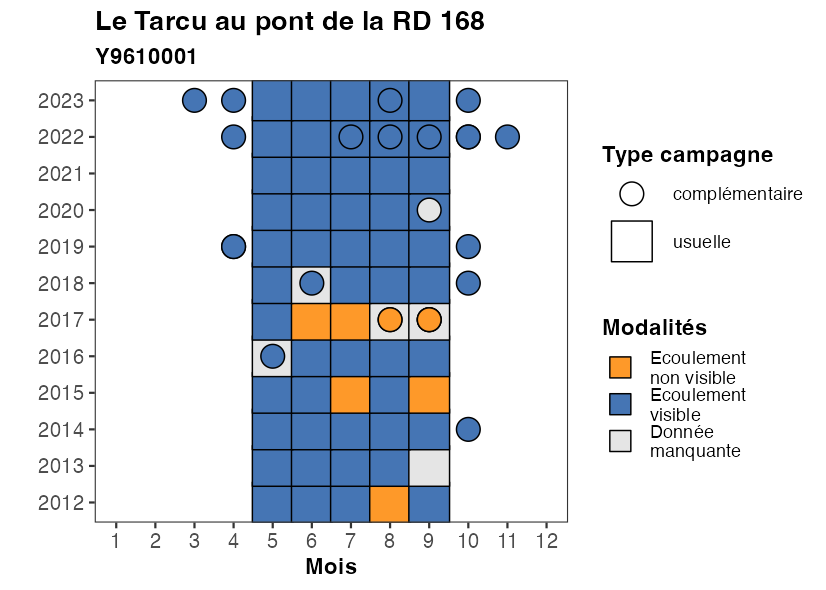 Le Tarcu au pont de la RD 168
Y9610001
2023
2022
2021
2020
2019
2018
2017
2016
2015
2014
2013
2012
1 2 3 4 5 6 7 8 9 10 11 12
Mois
Type campagne
complémentaire
usuelle
Modalités
Ecoulement
non visible
Ecoulement
visible
Donnée
manquante